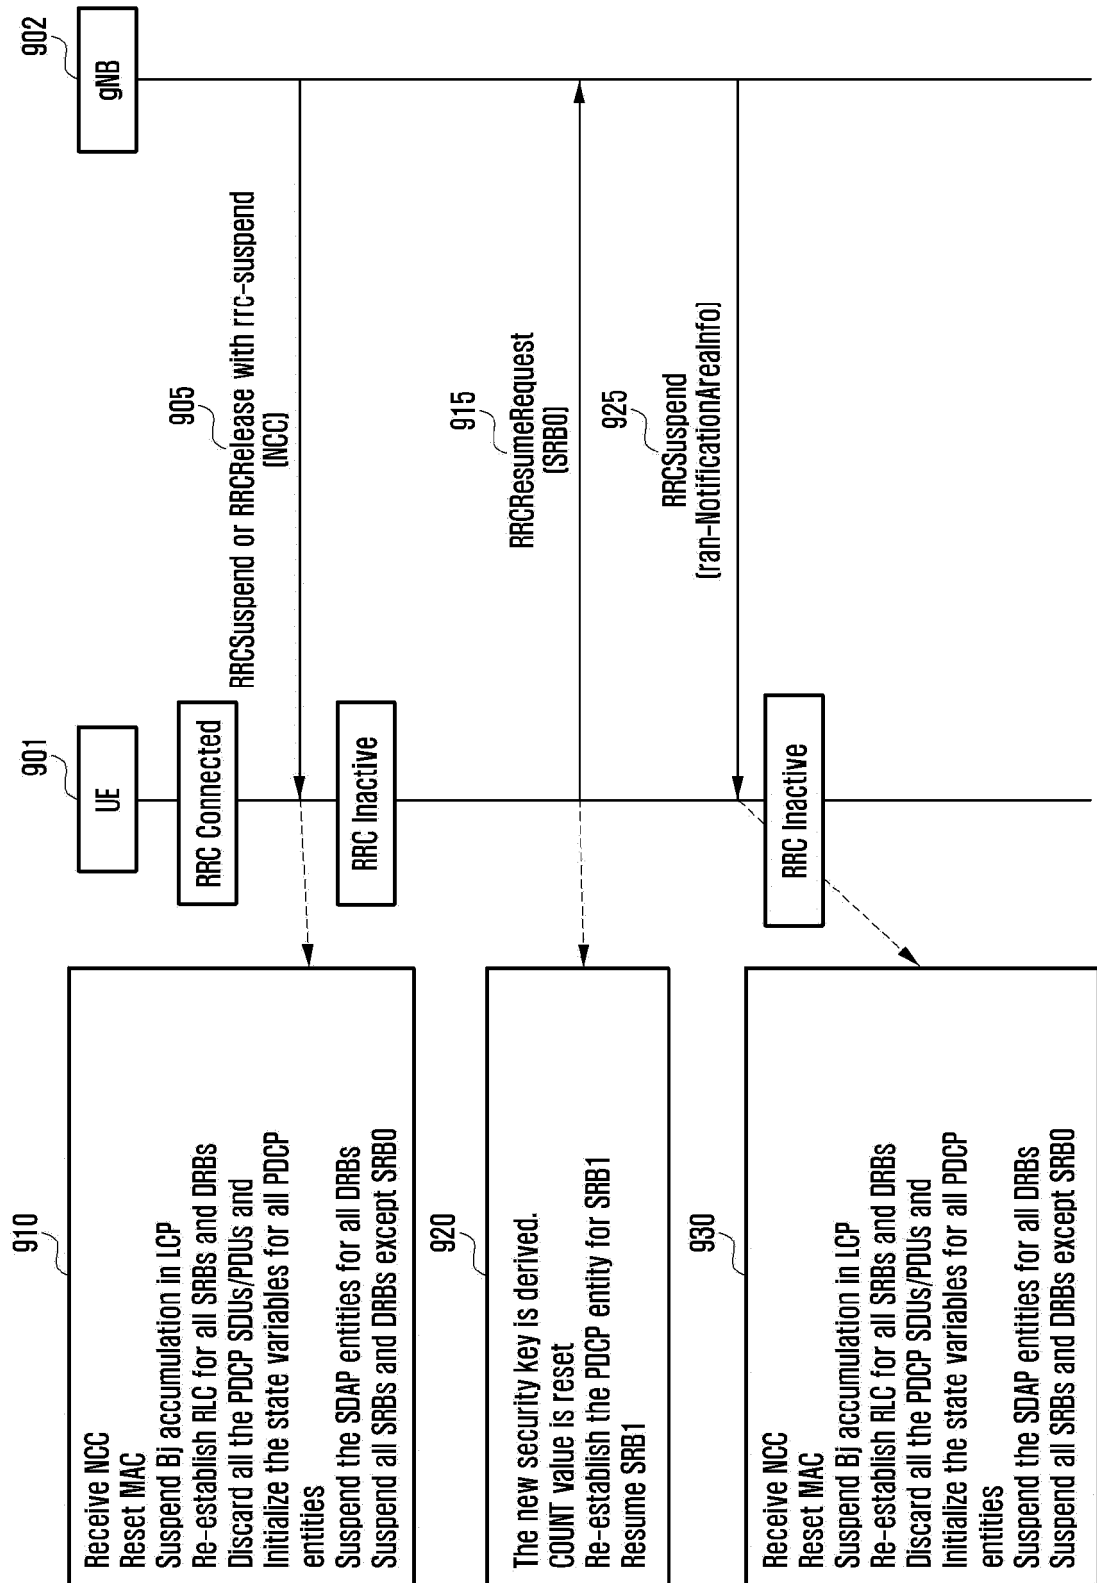 901
902
UE
gNB
RRC Connected
905
RRCSuspend or RRCRelease with rrc-suspend
(NCC)
910
Receive NCC
Reset MAC
Suspend Bj accumulation in LCP
Re-establish RLC for all SRBs and DRBs
Discard all the PDCP SDUs/PDUs and
Initialize the state variables for all PDCP
entities
Suspend the SDAP entities for all DRBs
Suspend all SRBs and DRBs except SRB0
RRC Inactive
915
RRCResumeRequest
(SRB0)
920
The new security key is derived.
COUNT value is reset
Re-establish the PDCP entity for SRB1
Resume SRB1
925
RRCSuspend
(ran-NotificationAreaInfo)
RRC Inactive
930
Receive NCC
Reset MAC
Suspend Bj accumulation in LCP
Re-establish RLC for all SRBs and DRBs
Discard all the PDCP SDUs/PDUs and
Initialize the state variables for all PDCP
entities
Suspend the SDAP entities for all DRBs
Suspend all SRBs and DRBs except SRB0